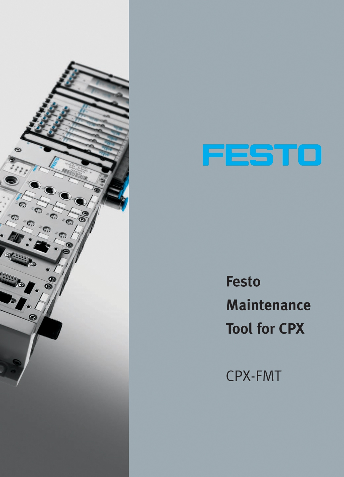 FESTO
Festo
Maintenance
Tool for CPX
CPX-FMT